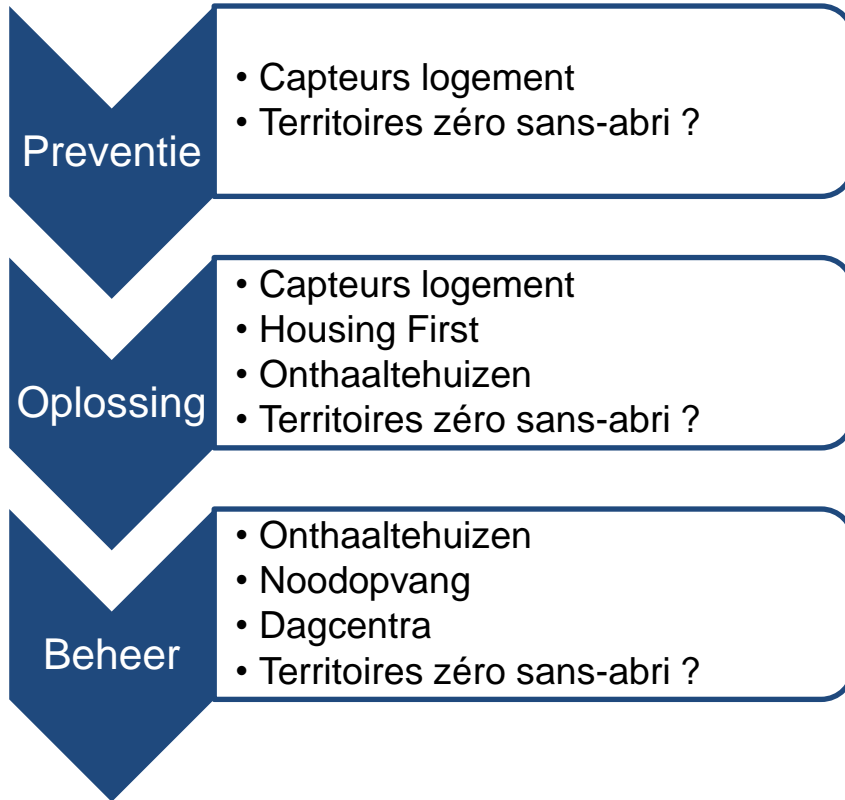 Preventie
• Capteurs logement
• Territoires zéro sans-abri ?
Oplossing
• Capteurs logement
• Housing First
• Onthaaltehuizen
• Territoires zéro sans-abri ?
Beheer
• Onthaaltehuizen
• Noodopvang
• Dagcentra
• Territoires zéro sans-abri ?